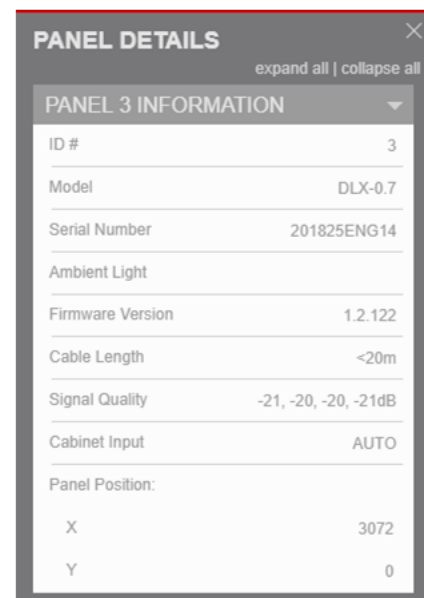 PANEL DETAILS
expand all | collapse all
PANEL 3 INFORMATION
ID # 3
Model DLX-0.7
Serial Number 201825ENG14
Ambient Light
Firmware Version 1.2.122
Cable Length <20m
Signal Quality -21, -20, -20, -21dB
Cabinet Input AUTO
Panel Position:
X 3072
Y 0